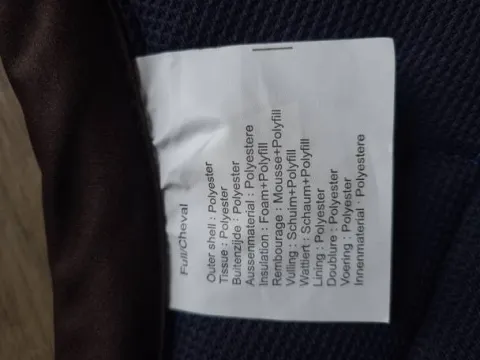 Full/Cheval
Outer shell : Polyester
Tissue : Polyester
Buitenzijde : Polyester
Aussenmaterial : Polyestere
Insulation : Foam+Polyfill
Rembourage : Mousse+Polyfill
Vulling : Schuim+Polyfill
Wattiert : Schaum+Polyfill
Lining : Polyester
Doublure : Polyester
Voering : Polyester
Innenmaterial : Polyestere